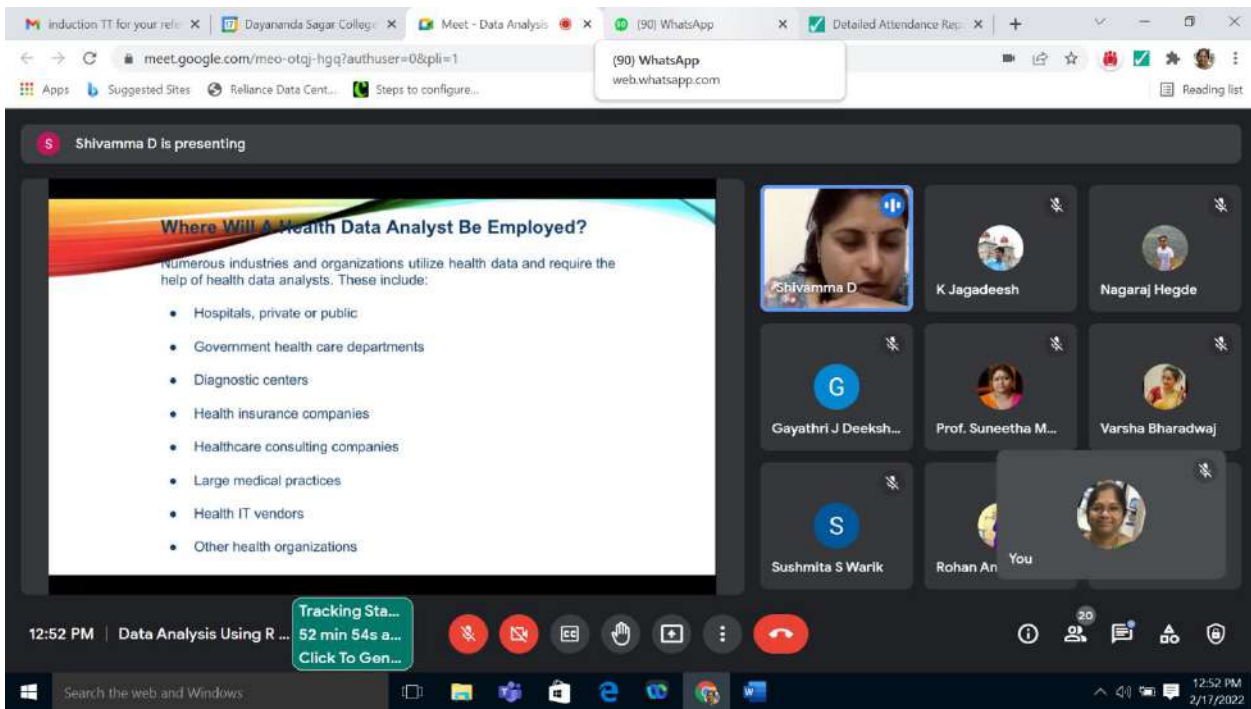 induction TT for your refe
Dayananda Sagar College
Meet - Data Analysis
(90) WhatsApp
Detailed Attendance Rep
meet.google.com/meo-otqj-hgq?authuser=0&pli=1
(90) WhatsApp
web.whatsapp.com
Apps
Suggested Sites
Reliance Data Cent...
Steps to configure...
Reading list
S
Shivamma D is presenting
Where Will A Health Data Analyst Be Employed?
Numerous industries and organizations utilize health data and require the
help of health data analysts. These include:
• Hospitals, private or public
• Government health care departments
• Diagnostic centers
• Health insurance companies
• Healthcare consulting companies
• Large medical practices
• Health IT vendors
• Other health organizations
Shivamma D
K Jagadeesh
Nagaraj Hegde
G
Gayathri J Deeksh...
Prof. Suneetha M...
Varsha Bharadwaj
S
Sushmita S Warik
Rohan An
You
12:52 PM | Data Analysis Using R ...
Tracking Sta...
52 min 54s a...
Click To Gen...
CC
20
Search the web and Windows
12:52 PM
2/17/2022